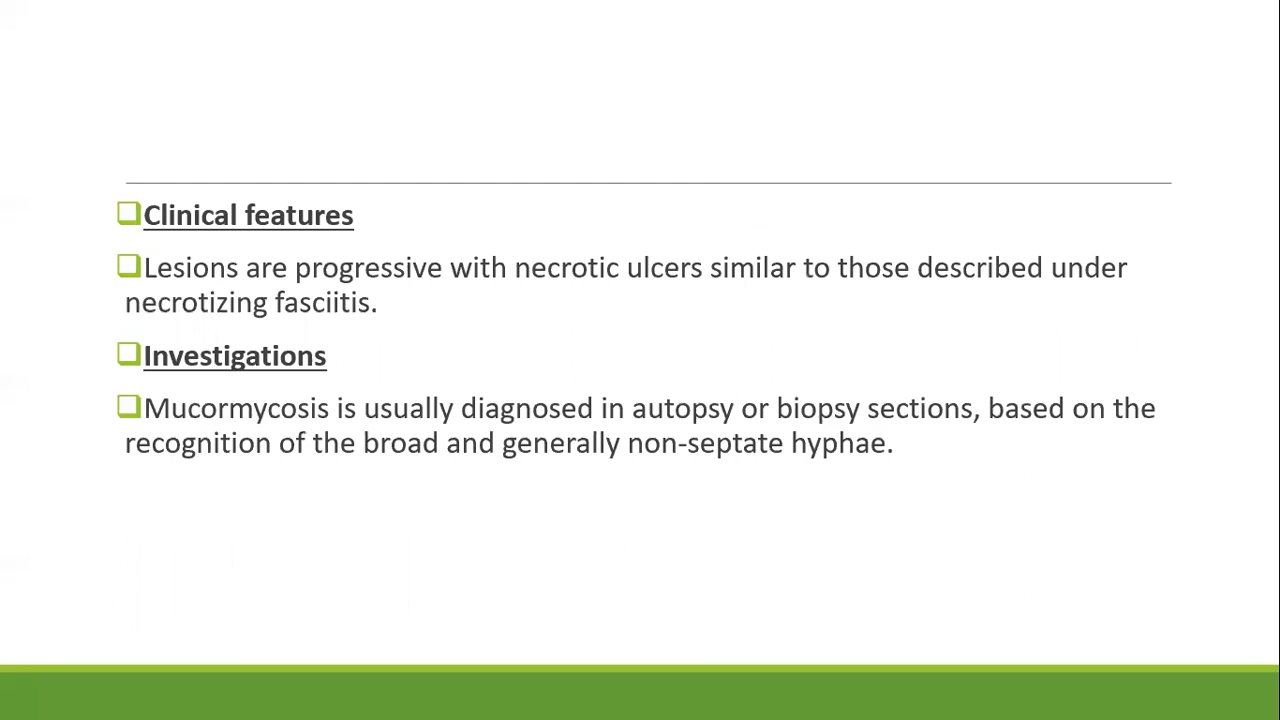 Clinical features
Lesions are progressive with necrotic ulcers similar to those described under
necrotizing fasciitis.
Investigations
Mucormycosis is usually diagnosed in autopsy or biopsy sections, based on the
recognition of the broad and generally non-septate hyphae.